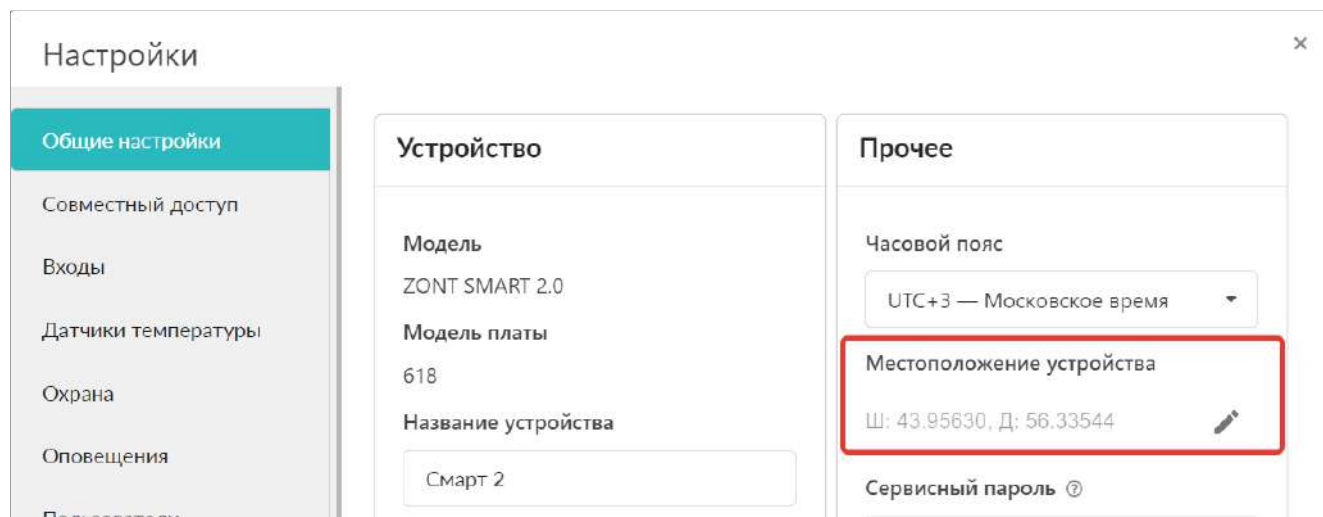 Настройки
×
Общие настройки
Совместный доступ
Входы
Датчики температуры
Охрана
Оповещения
Устройство
Модель
ZONT SMART 2.0
Модель платы
618
Название устройства
Смарт 2
Прочее
Часовой пояс
UTC+3 — Московское время
Местоположение устройства
Ш: 43.95630, Д: 56.33544
Сервисный пароль ?